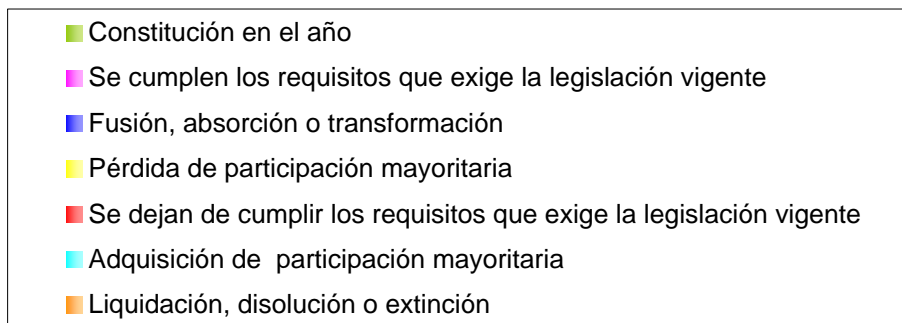 Constitución en el año
Se cumplen los requisitos que exige la legislación vigente
Fusión, absorción o transformación
Pérdida de participación mayoritaria
Se dejan de cumplir los requisitos que exige la legislación vigente
Adquisición de  participación mayoritaria
Liquidación, disolución o extinción